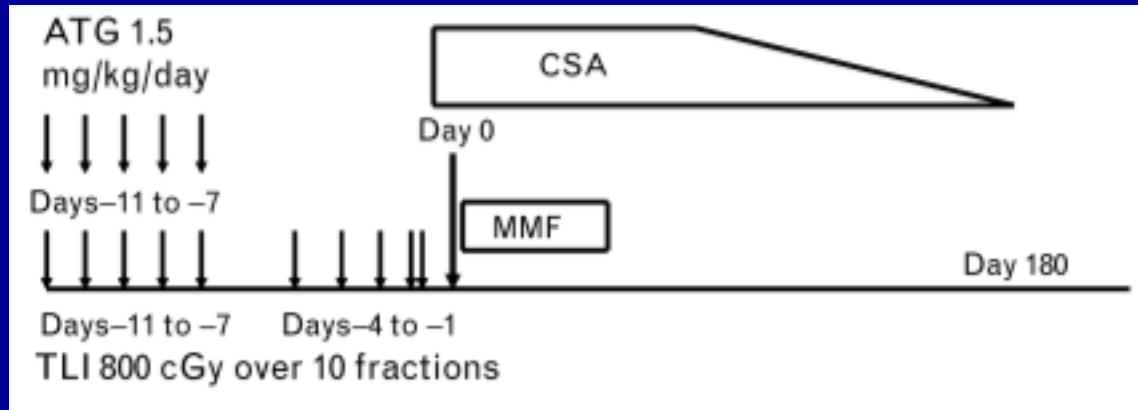 ATG 1.5
mg/kg/day
CSA
Day 0
Days–11 to –7
MMF
Day 180
Days–11 to –7 Days–4 to –1
TLI 800 cGy over 10 fractions